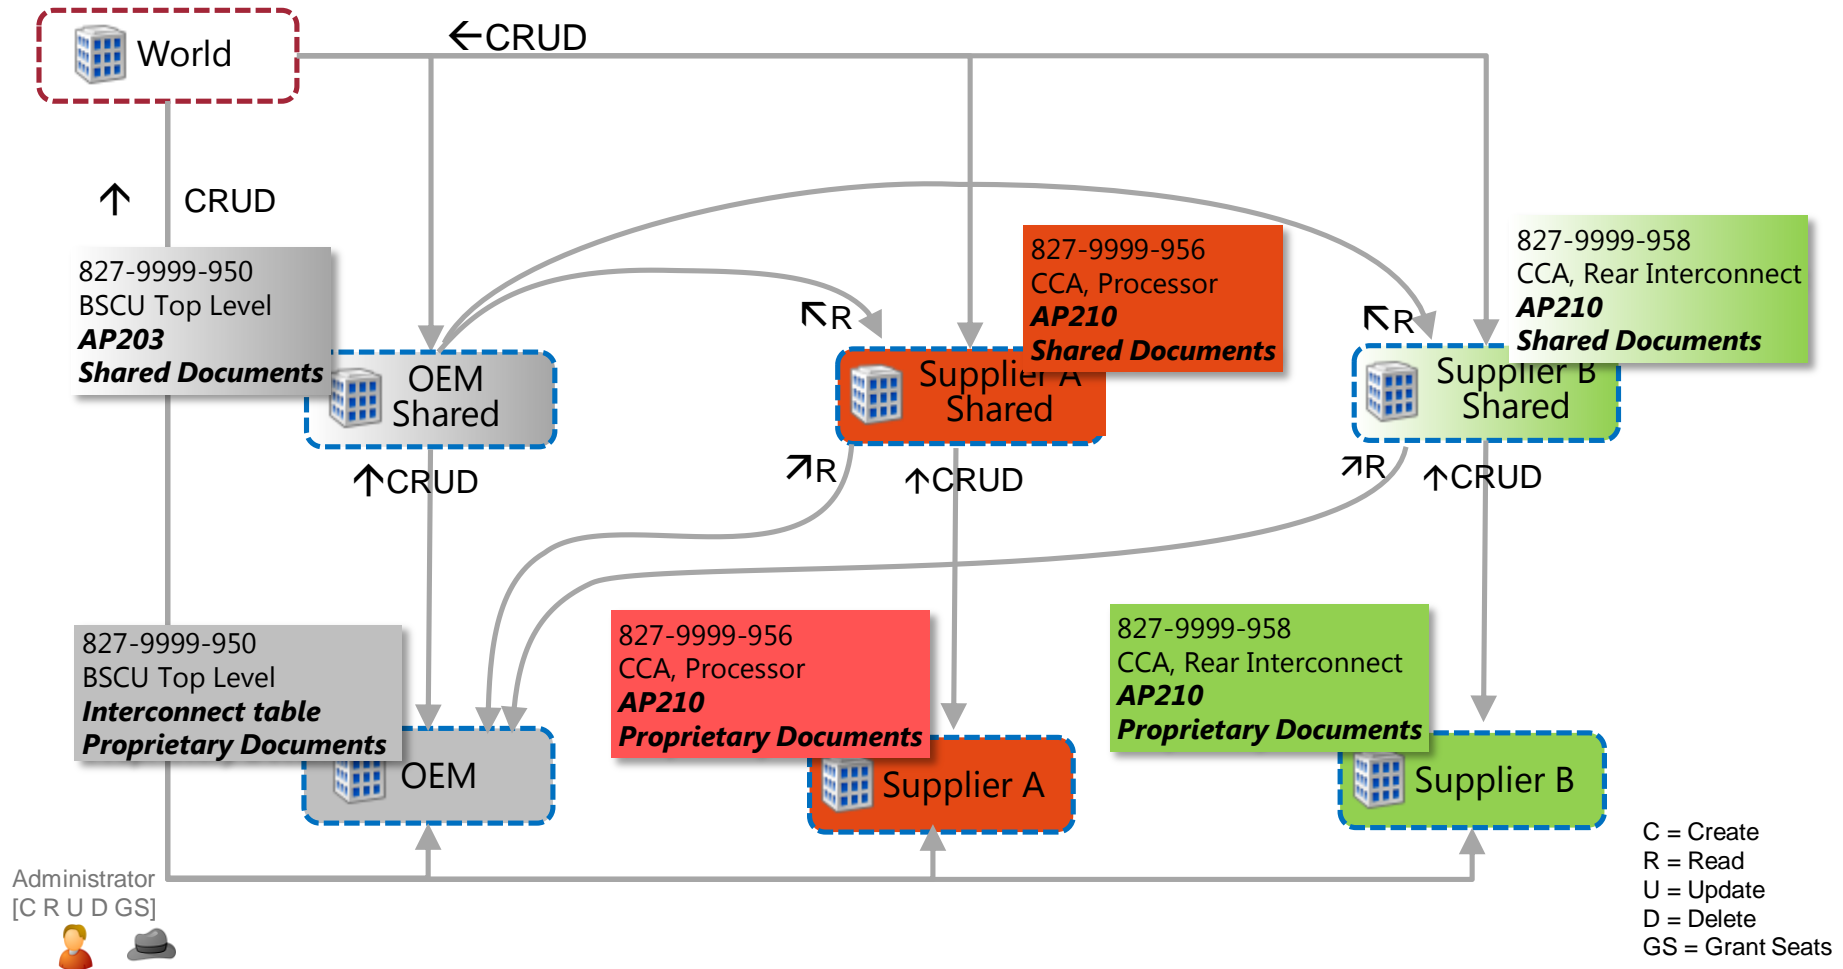 World
←CRUD
↑ CRUD
827-9999-950
BSCU Top Level
AP203
Shared Documents
OEM
Shared
827-9999-956
CCA, Processor
AP210
Shared Documents
↖R
Supplier A
Shared
827-9999-958
CCA, Rear Interconnect
AP210
Shared Documents
↖R
Supplier B
Shared
↑CRUD
↗R
↑CRUD
↗R
↑CRUD
827-9999-950
BSCU Top Level
Interconnect table
Proprietary Documents
OEM
827-9999-956
CCA, Processor
AP210
Proprietary Documents
Supplier A
827-9999-958
CCA, Rear Interconnect
AP210
Proprietary Documents
Supplier B
Administrator
[C R U D GS]
C = Create
R = Read
U = Update
D = Delete
GS = Grant Seats